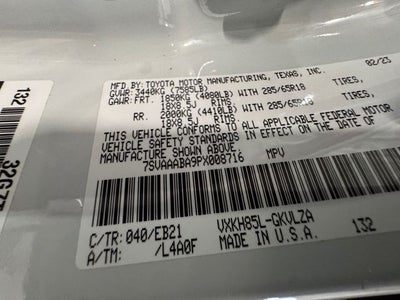 MFD. BY: TOYOTA MOTOR MANUFACTURING, TEXAS, INC. 02/23
GVWR: 3440KG (7585LB)
GAWR: FRT. 1850KG (4080LB) WITH 285/65R18 TIRES,
18X8.5J RIMS.
RR. 2000KG (4410LB) WITH 285/65R18 TIRES,
18X8.5J RIMS.
THIS VEHICLE CONFORMS TO ALL APPLICABLE FEDERAL MOTOR
VEHICLE SAFETY STANDARDS IN EFFECT ON THE DATE OF
MANUFACTURE SHOWN ABOVE.
7SVAAABA9PX008716 MPV
C/TR: 040/EB21 VXKH85L-GKVLZA
A/TM: /L4A0F MADE IN U.S.A. 132
132